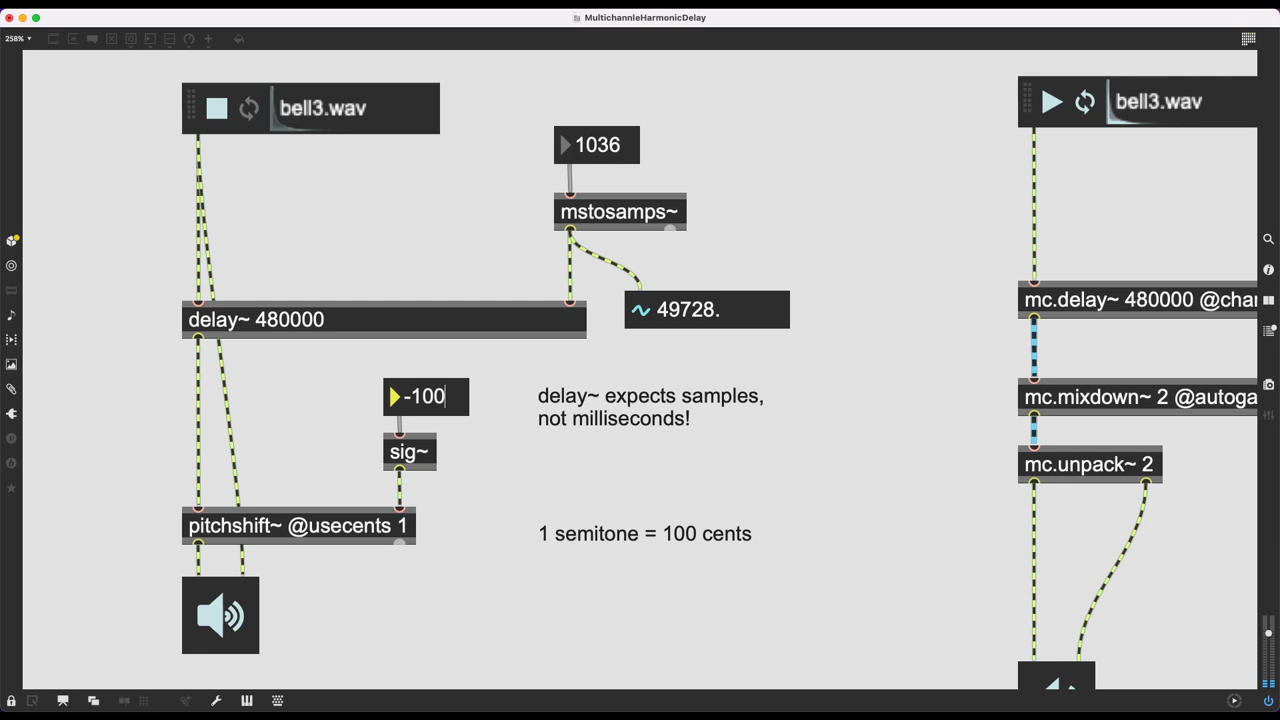 MultichannleHarmonicDelay
258%
bell3.wav
bell3.wav
1036
mstosamps~
49728.
delay~ 480000
mc.delay~ 480000 @cha
-100
delay~ expects samples,
not milliseconds!
mc.mixdown~ 2 @autoga
sig~
mc.unpack~ 2
pitchshift~ @usecents 1
1 semitone = 100 cents